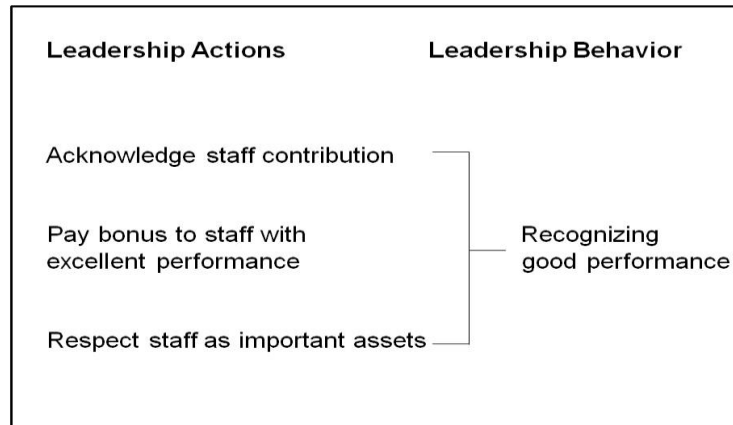 Leadership Actions
Leadership Behavior
Acknowledge staff contribution
Pay bonus to staff with
excellent performance
Respect staff as important assets
Recognizing
good performance